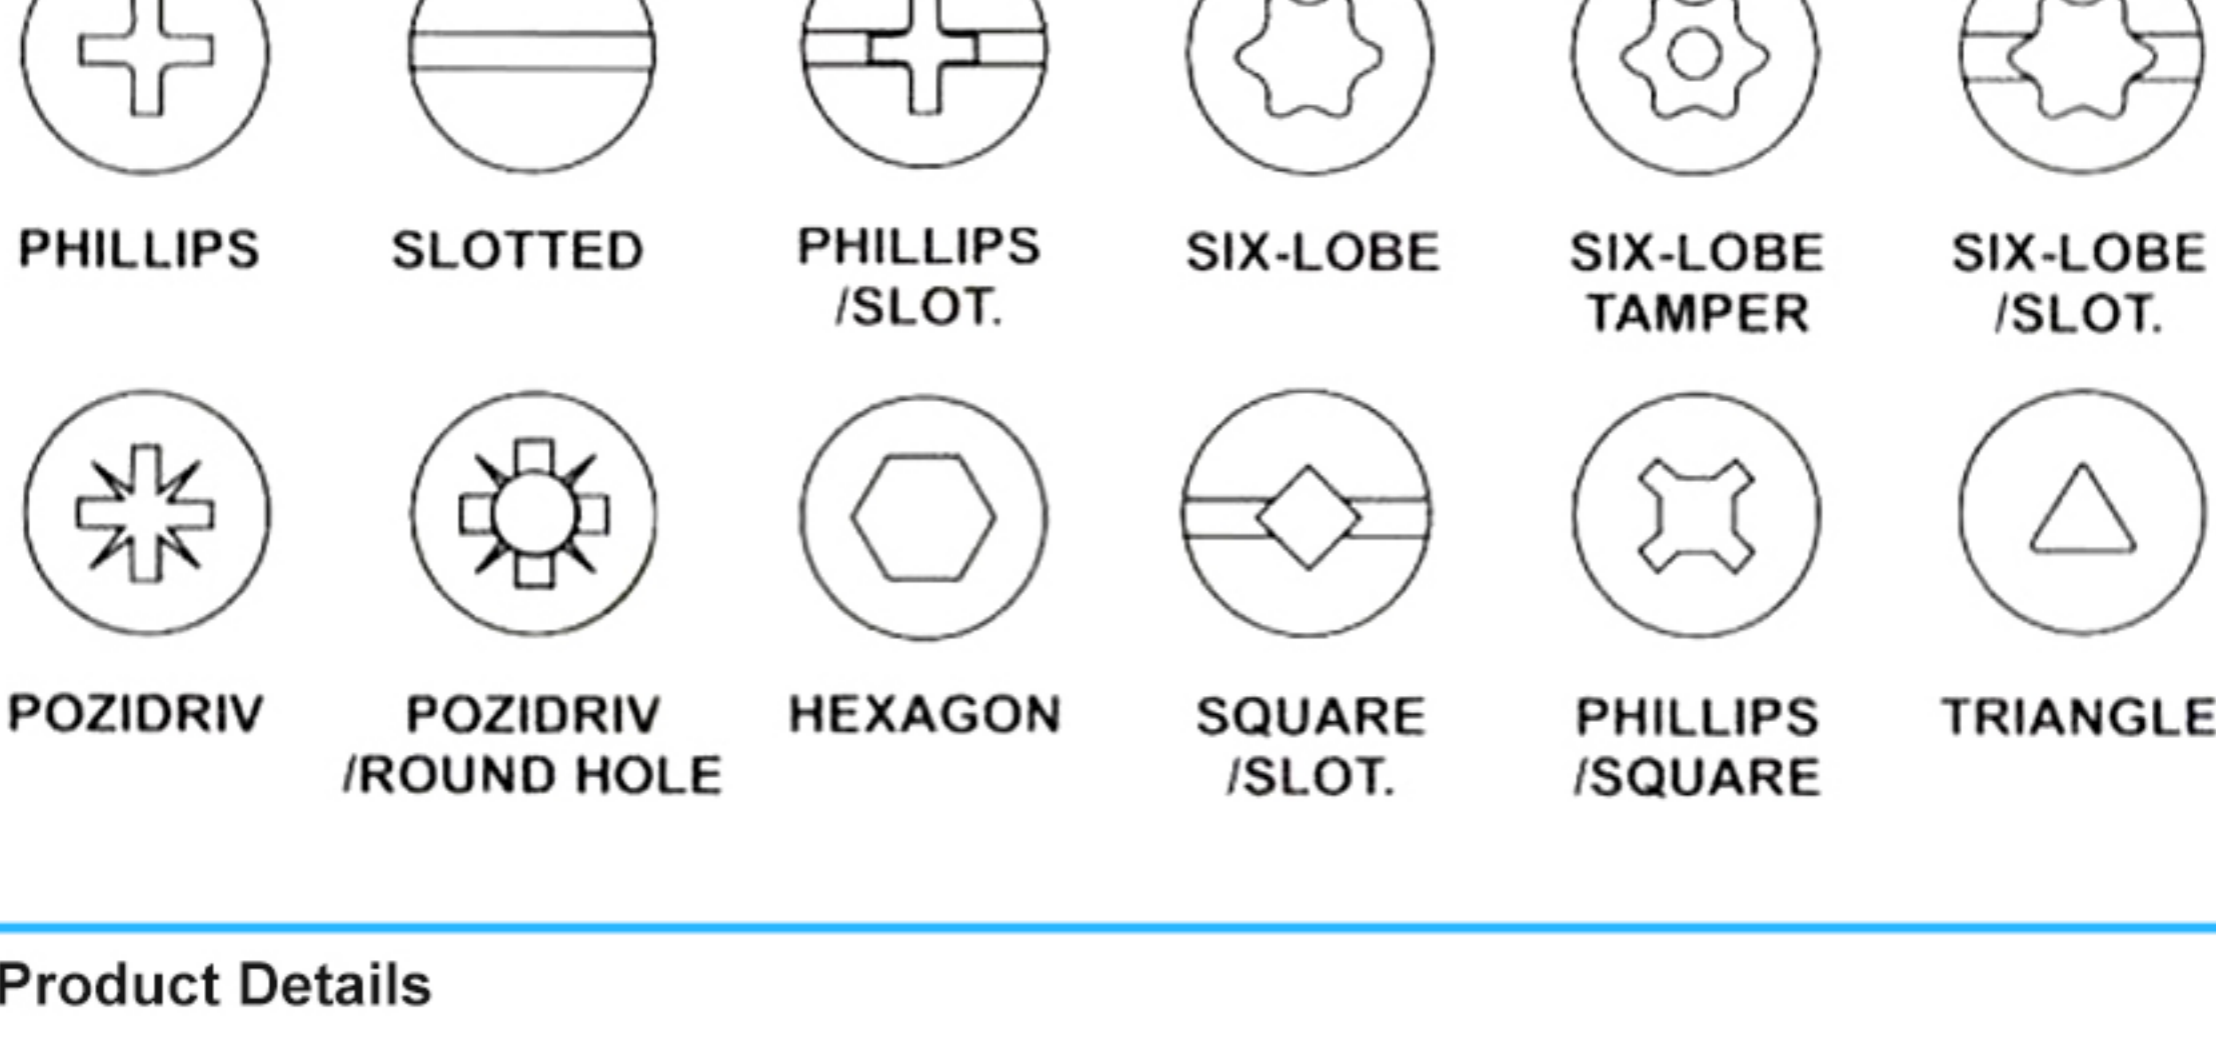 PHILLIPS
SLOTTED
PHILLIPS
/SLOT.
SIX-LOBE
SIX-LOBE
TAMPER
SIX-LOBE
/SLOT.
POZIDRIV
POZIDRIV
/ROUND HOLE
HEXAGON
SQUARE
/SLOT.
PHILLIPS
/SQUARE
TRIANGLE
Product Details